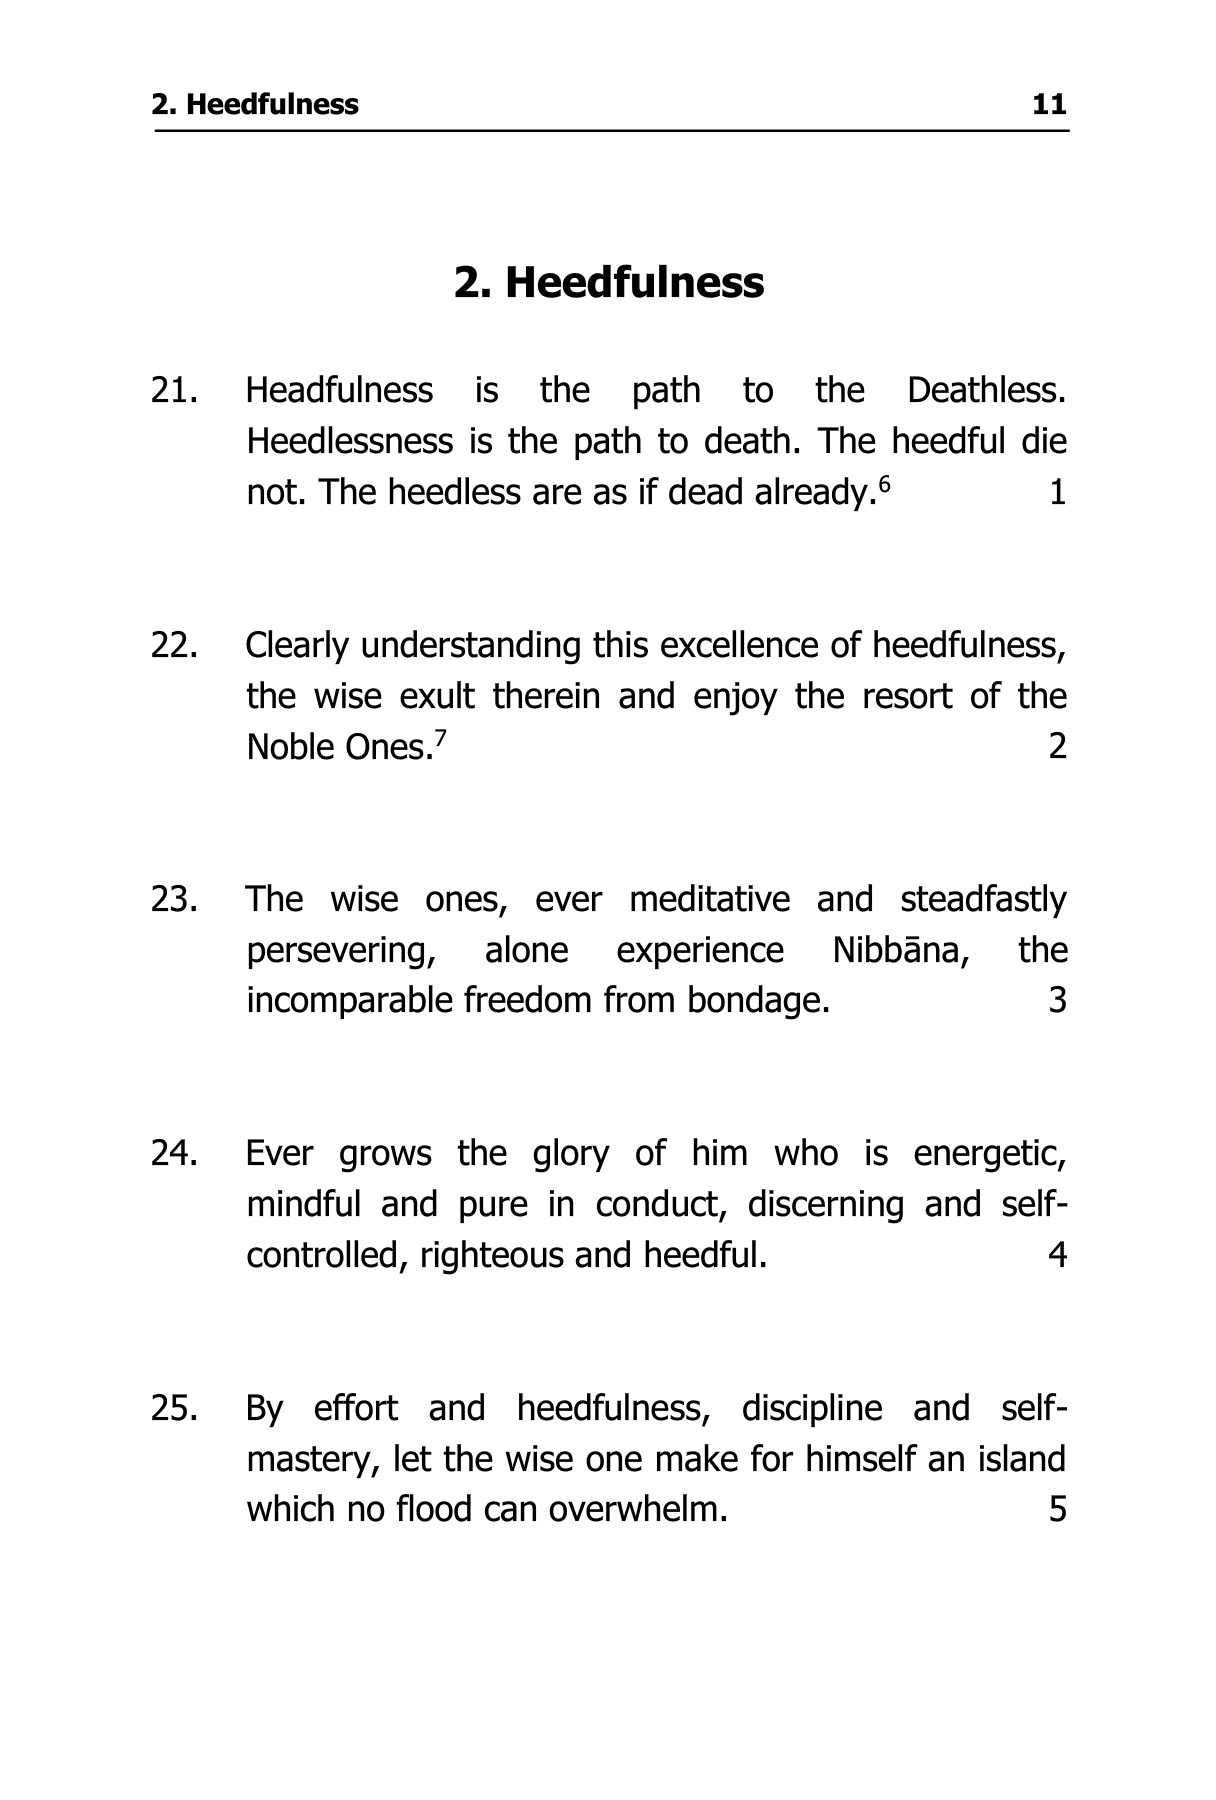 2. Heedfulness 11
2. Heedfulness
21. Headfulness is the path to the Deathless.
Heedlessness is the path to death. The heedful die
not. The heedless are as if dead already.6 1
22. Clearly understanding this excellence of heedfulness,
the wise exult therein and enjoy the resort of the
Noble Ones.7 2
23. The wise ones, ever meditative and steadfastly
persevering, alone experience Nibbāna, the
incomparable freedom from bondage. 3
24. Ever grows the glory of him who is energetic,
mindful and pure in conduct, discerning and self-
controlled, righteous and heedful. 4
25. By effort and heedfulness, discipline and self-
mastery, let the wise one make for himself an island
which no flood can overwhelm. 5